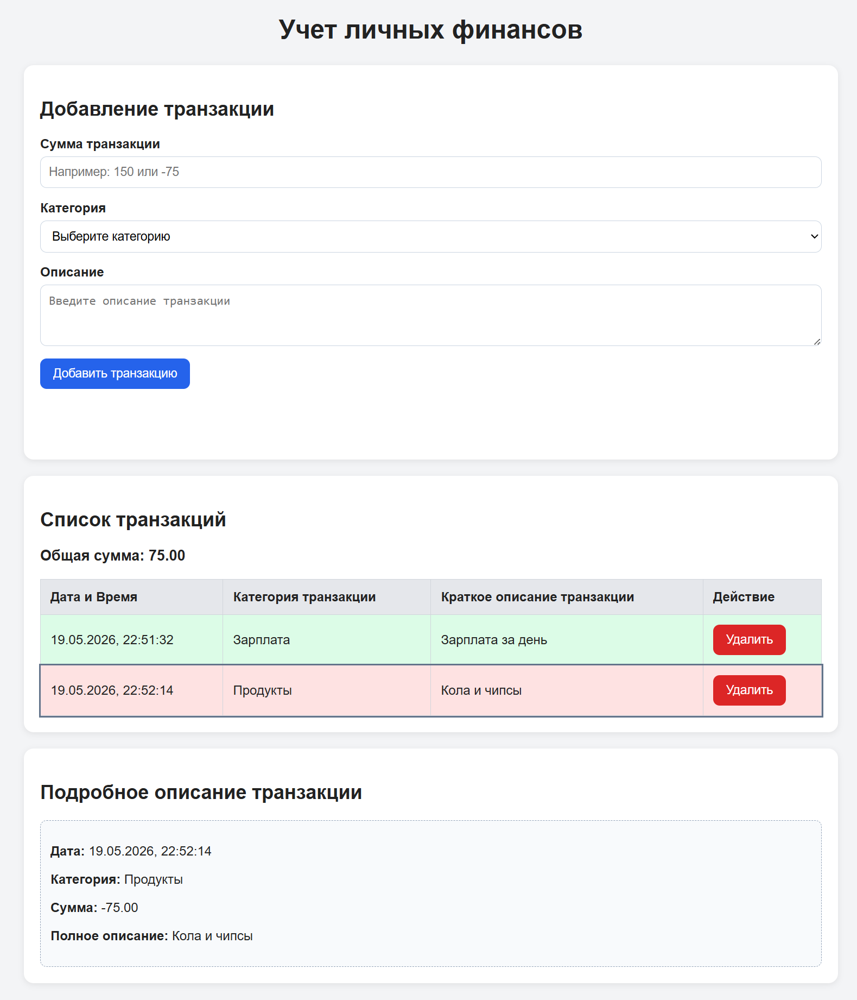 Учет личных финансов
Добавление транзакции
Сумма транзакции
Например: 150 или -75
Категория
Выберите категорию
Описание
Введите описание транзакции
Добавить транзакцию
Список транзакций
Общая сумма: 75.00
Дата и Время Категория транзакции Краткое описание транзакции Действие
19.05.2026, 22:51:32 Зарплата Зарплата за день Удалить
19.05.2026, 22:52:14 Продукты Кола и чипсы Удалить
Подробное описание транзакции
Дата: 19.05.2026, 22:52:14
Категория: Продукты
Сумма: -75.00
Полное описание: Кола и чипсы